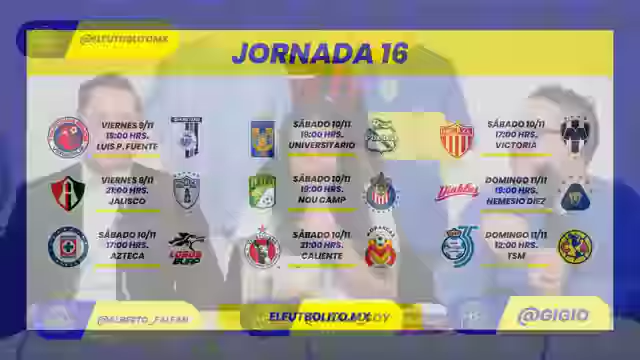 @ELFUTBOLITOMX
JORNADA 16
VIERNES 9/11
19:00 HRS.
LUIS P. FUENTE
SÁBADO 10/11
19:00 HRS.
UNIVERSITARIO
SÁBADO 10/11
17:00 HRS.
VICTORIA
VIERNES 9/11
21:00 HRS.
JALISCO
SÁBADO 10/11
19:00 HRS.
NOU CAMP
Diablos
DOMINGO 11/11
19:00 HRS.
NEMESIO DIEZ
SÁBADO 10/11
17:00 HRS.
AZTECA
LOBOS
BUAP
SÁBADO 10/11
21:00 HRS.
CALIENTE
MONARCAS
DOMINGO 11/11
12:00 HRS.
TSM
@ALBERTO_FALFAN
ELFUTBOLITO.MX
@GIGIO